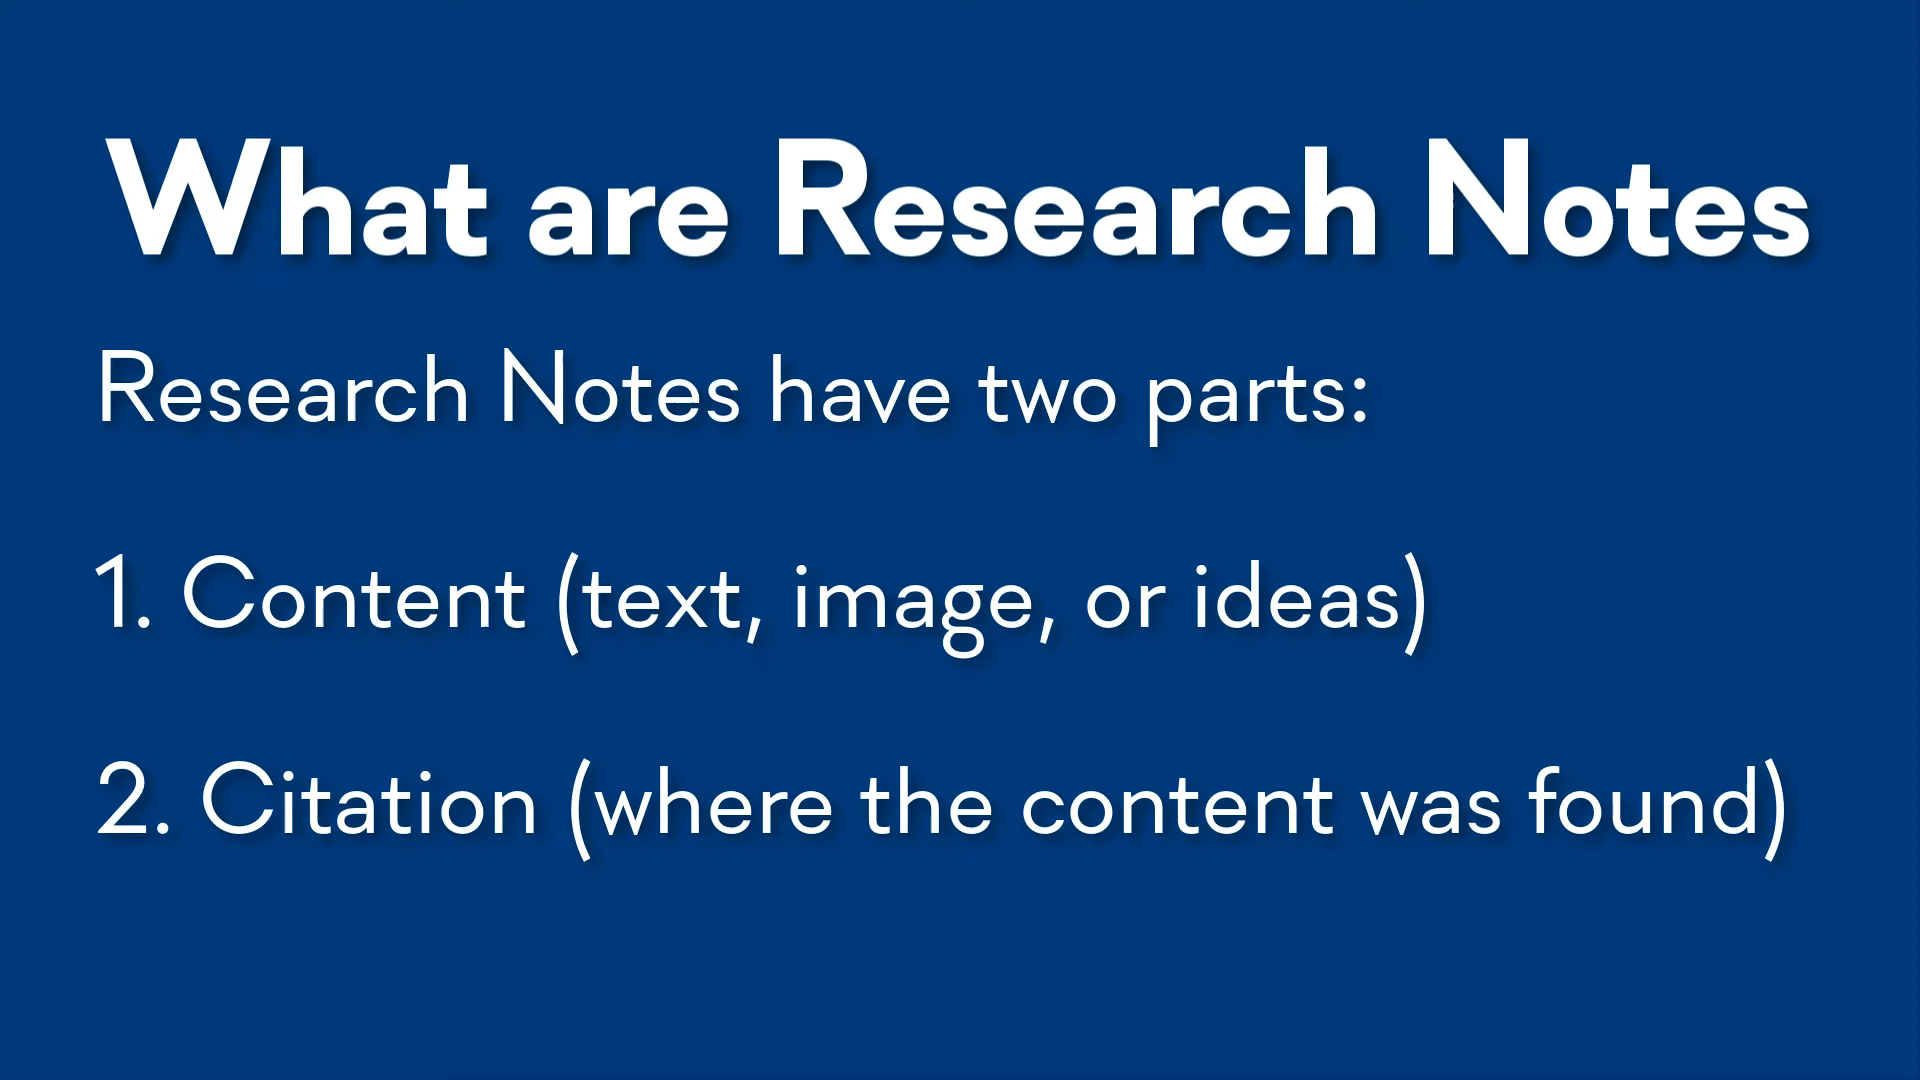 What are Research Notes
Research Notes have two parts:
1. Content (text, image, or ideas)
2. Citation (where the content was found)